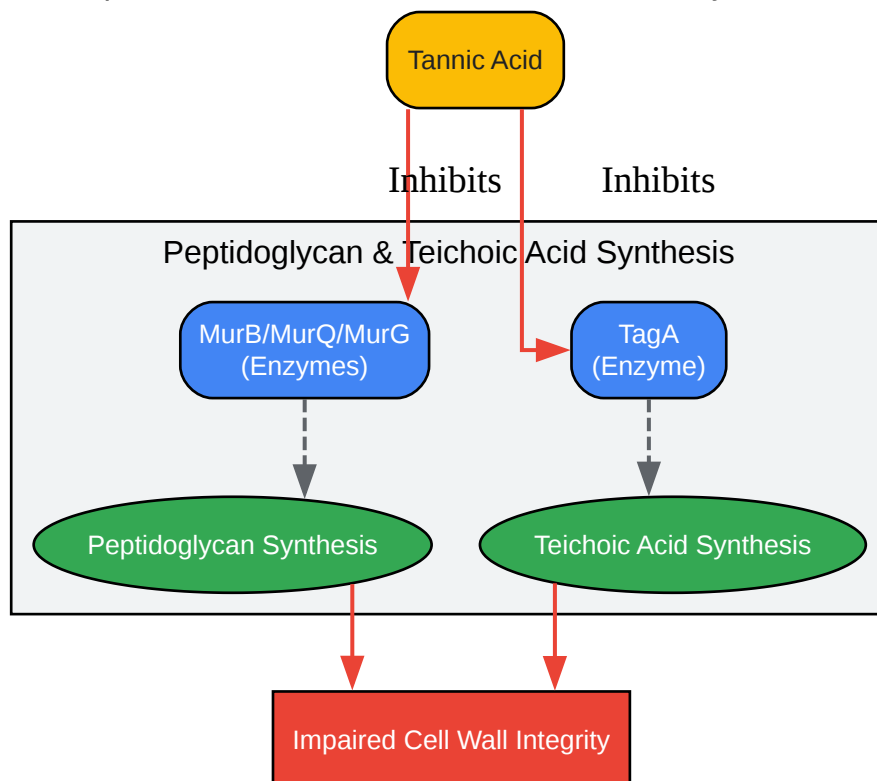 Tannic Acid
Inhibits
Inhibits
Peptidoglycan & Teichoic Acid Synthesis
MurB/MurQ/MurG
(Enzymes)
TagA
(Enzyme)
Peptidoglycan Synthesis
Teichoic Acid Synthesis
Impaired Cell Wall Integrity